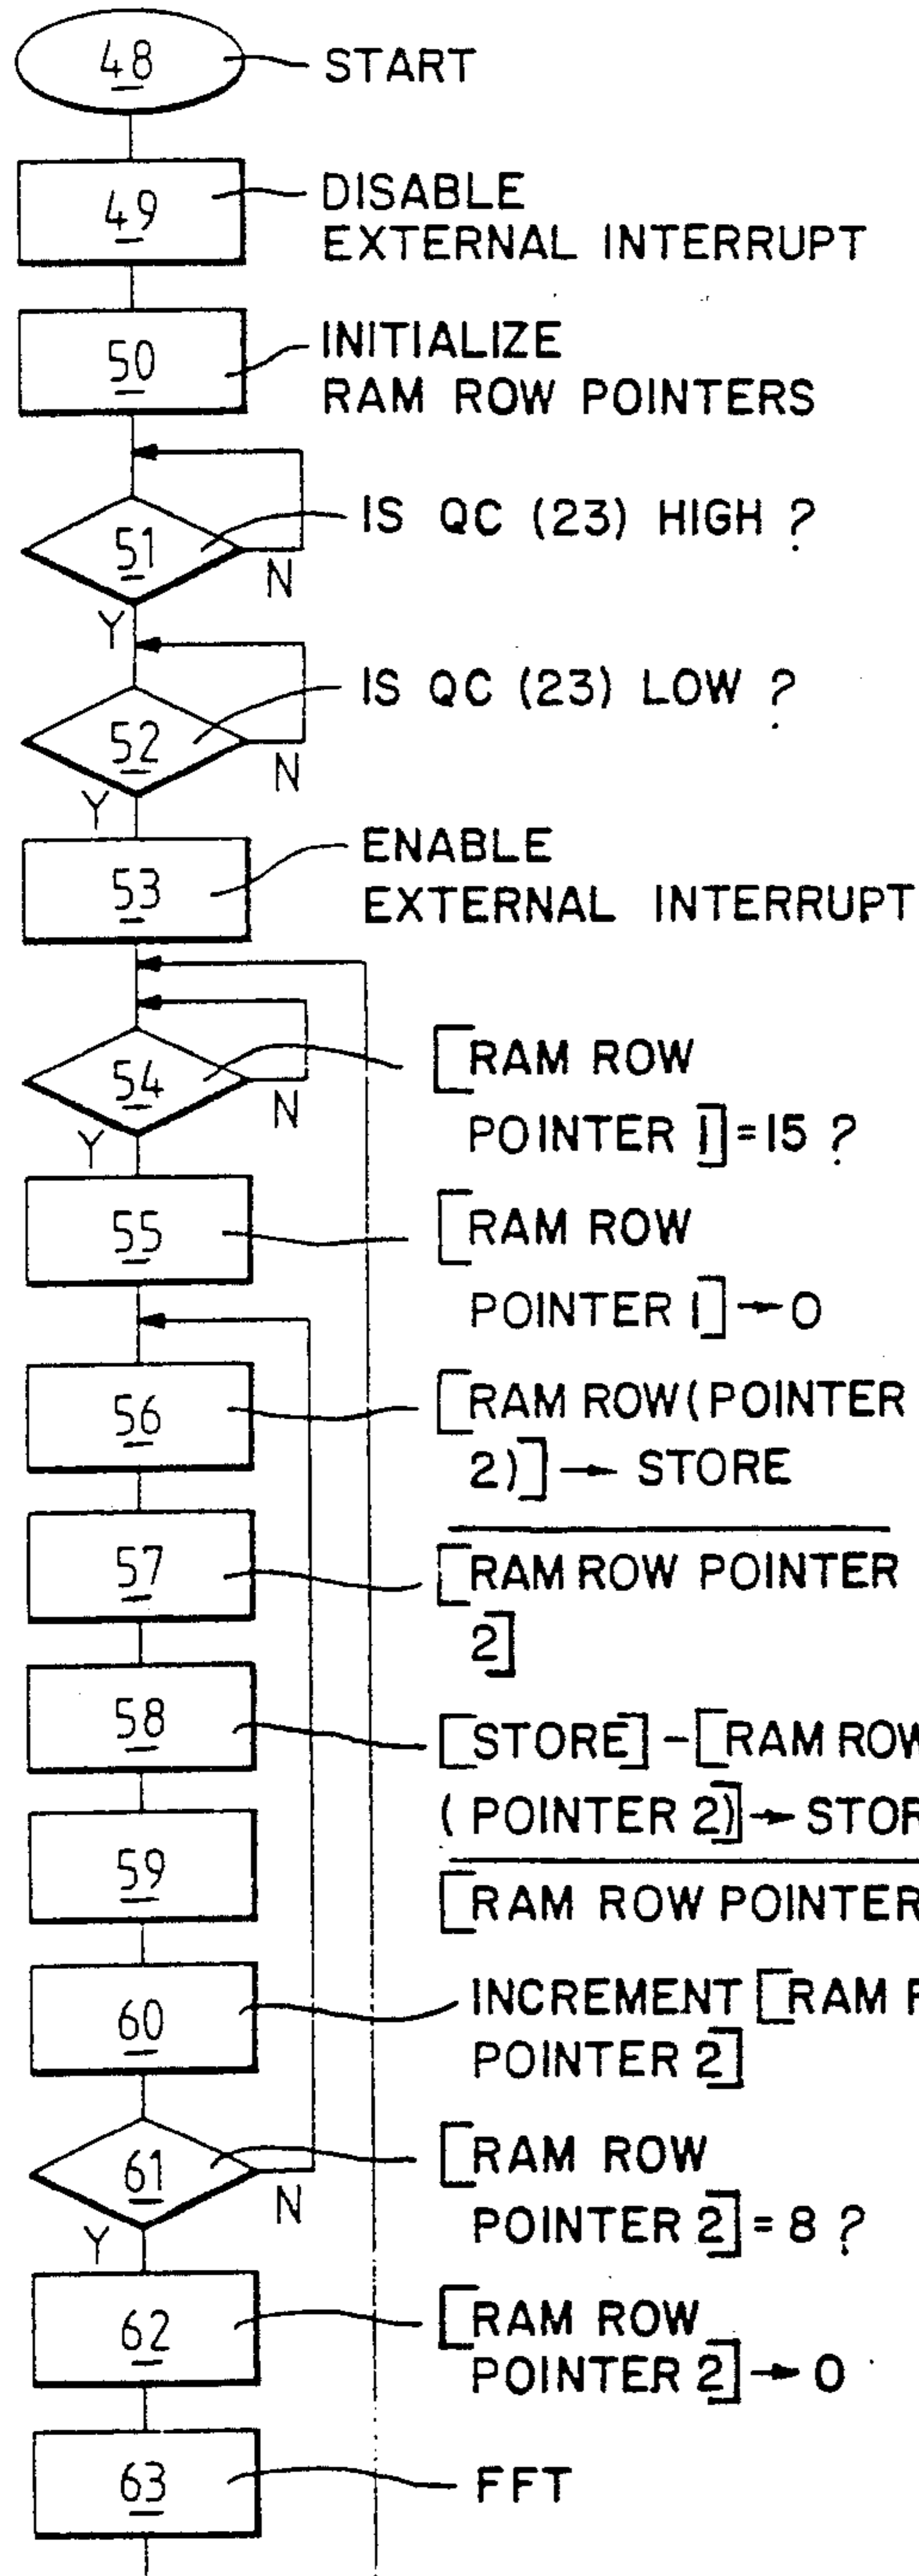 48 START
49 DISABLE
EXTERNAL INTERRUPT
50 INITIALIZE
RAM ROW POINTERS
51 IS QC (23) HIGH ?
N
Y
52 IS QC (23) LOW ?
N
Y
53 ENABLE
EXTERNAL INTERRUPT
54 [RAM ROW
POINTER 1]=15 ?
N
Y
55 [RAM ROW
POINTER 1]→0
56 [RAM ROW(POINTER
2)]→ STORE
57 [RAM ROW POINTER
2]
58 [STORE]-[RAM ROW
(POINTER 2)]→ STOR
59 [RAM ROW POINTER
60 INCREMENT [RAM
POINTER 2]
61 [RAM ROW
POINTER 2]=8 ?
N
Y
62 [RAM ROW
POINTER 2]→0
63 FFT